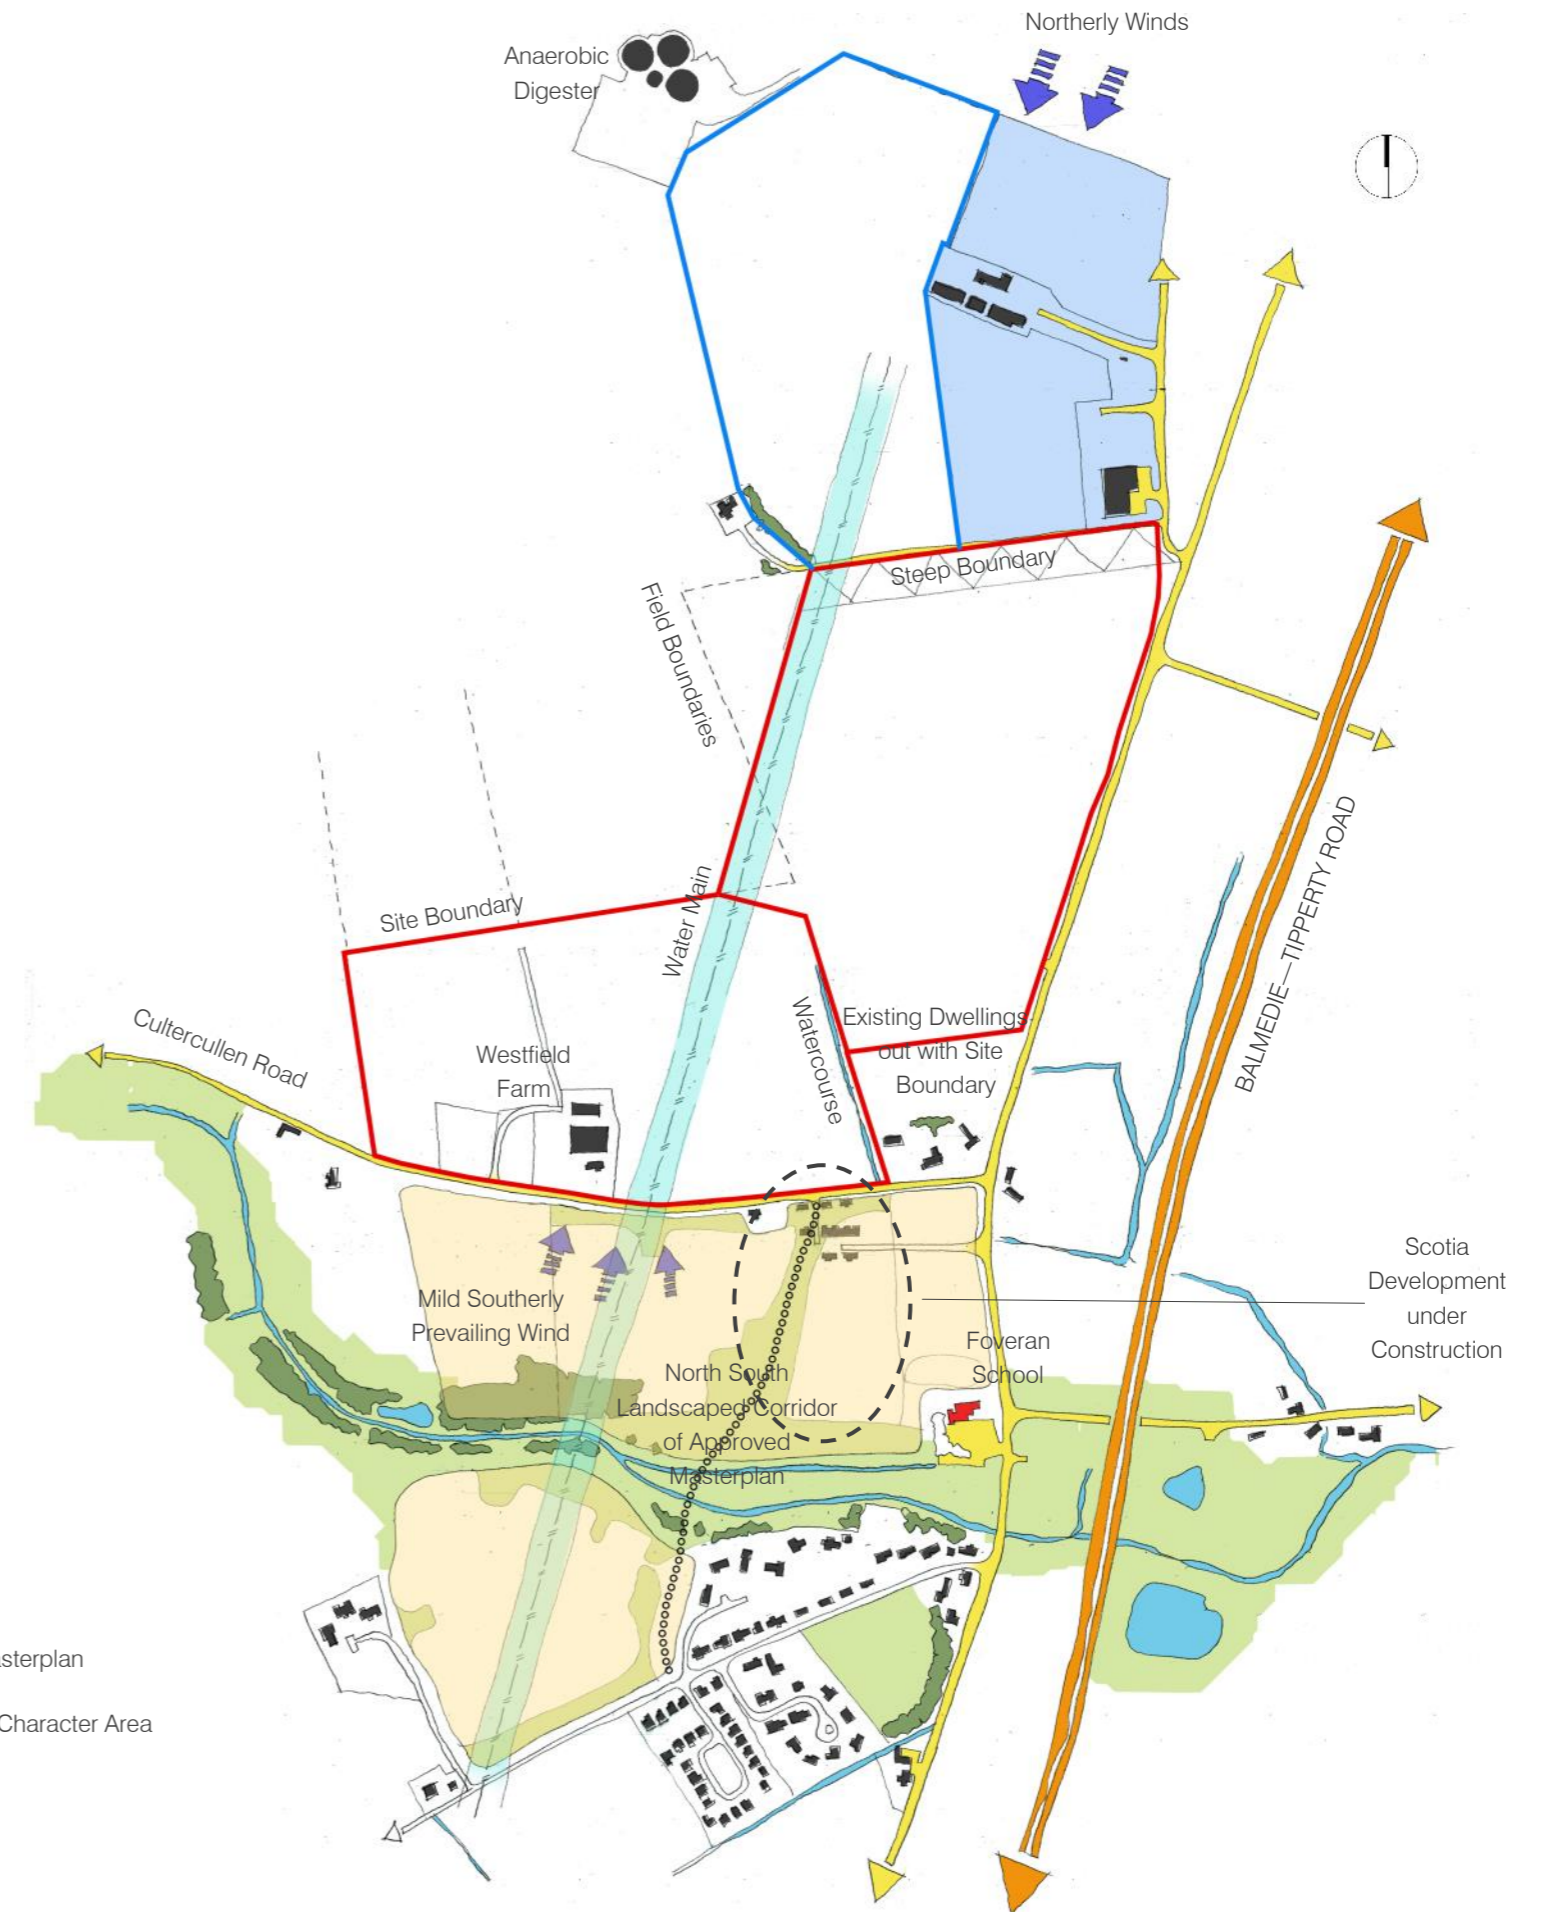 Northerly Winds
Anaerobic
Digester
Steep Boundary
Field Boundaries
BALMEDIE—TIPPERTY ROAD
Site Boundary
Water Main
Watercourse
Existing Dwellings
out with Site
Boundary
Cultercullen Road
Westfield
Farm
Scotia
Development
under
Construction
Mild Southerly
Prevailing Wind
Foveran
School
North South
Landscaped Corridor
of Approved
Masterplan
sterplan
Character Area